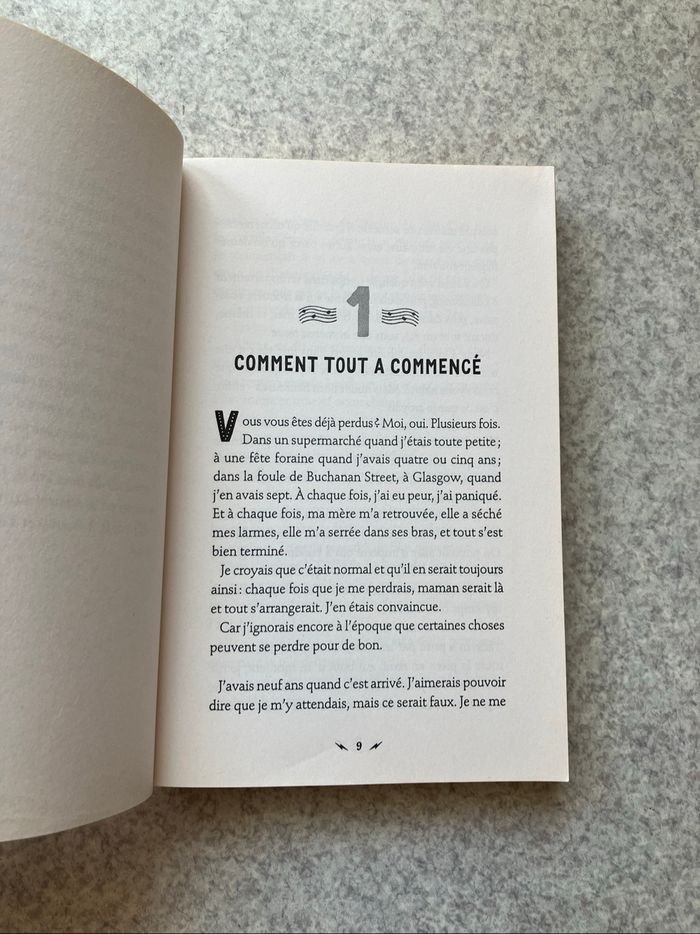 1
COMMENT TOUT A COMMENCÉ
Vous vous êtes déjà perdus ? Moi, oui. Plusieurs fois.
Dans un supermarché quand j'étais toute petite ;
à une fête foraine quand j'avais quatre ou cinq ans ;
dans la foule de Buchanan Street, à Glasgow, quand
j'en avais sept. À chaque fois, j'ai eu peur, j'ai paniqué.
Et à chaque fois, ma mère m'a retrouvée, elle a séché
mes larmes, elle m'a serrée dans ses bras, et tout s'est
bien terminé.
Je croyais que c'était normal et qu'il en serait toujours
ainsi : chaque fois que je me perdrais, maman serait là
et tout s'arrangerait. J'en étais convaincue.
Car j'ignorais encore à l'époque que certaines choses
peuvent se perdre pour de bon.
J'avais neuf ans quand c'est arrivé. J'aimerais pouvoir
dire que je m'y attendais, mais ce serait faux. Je ne me
9